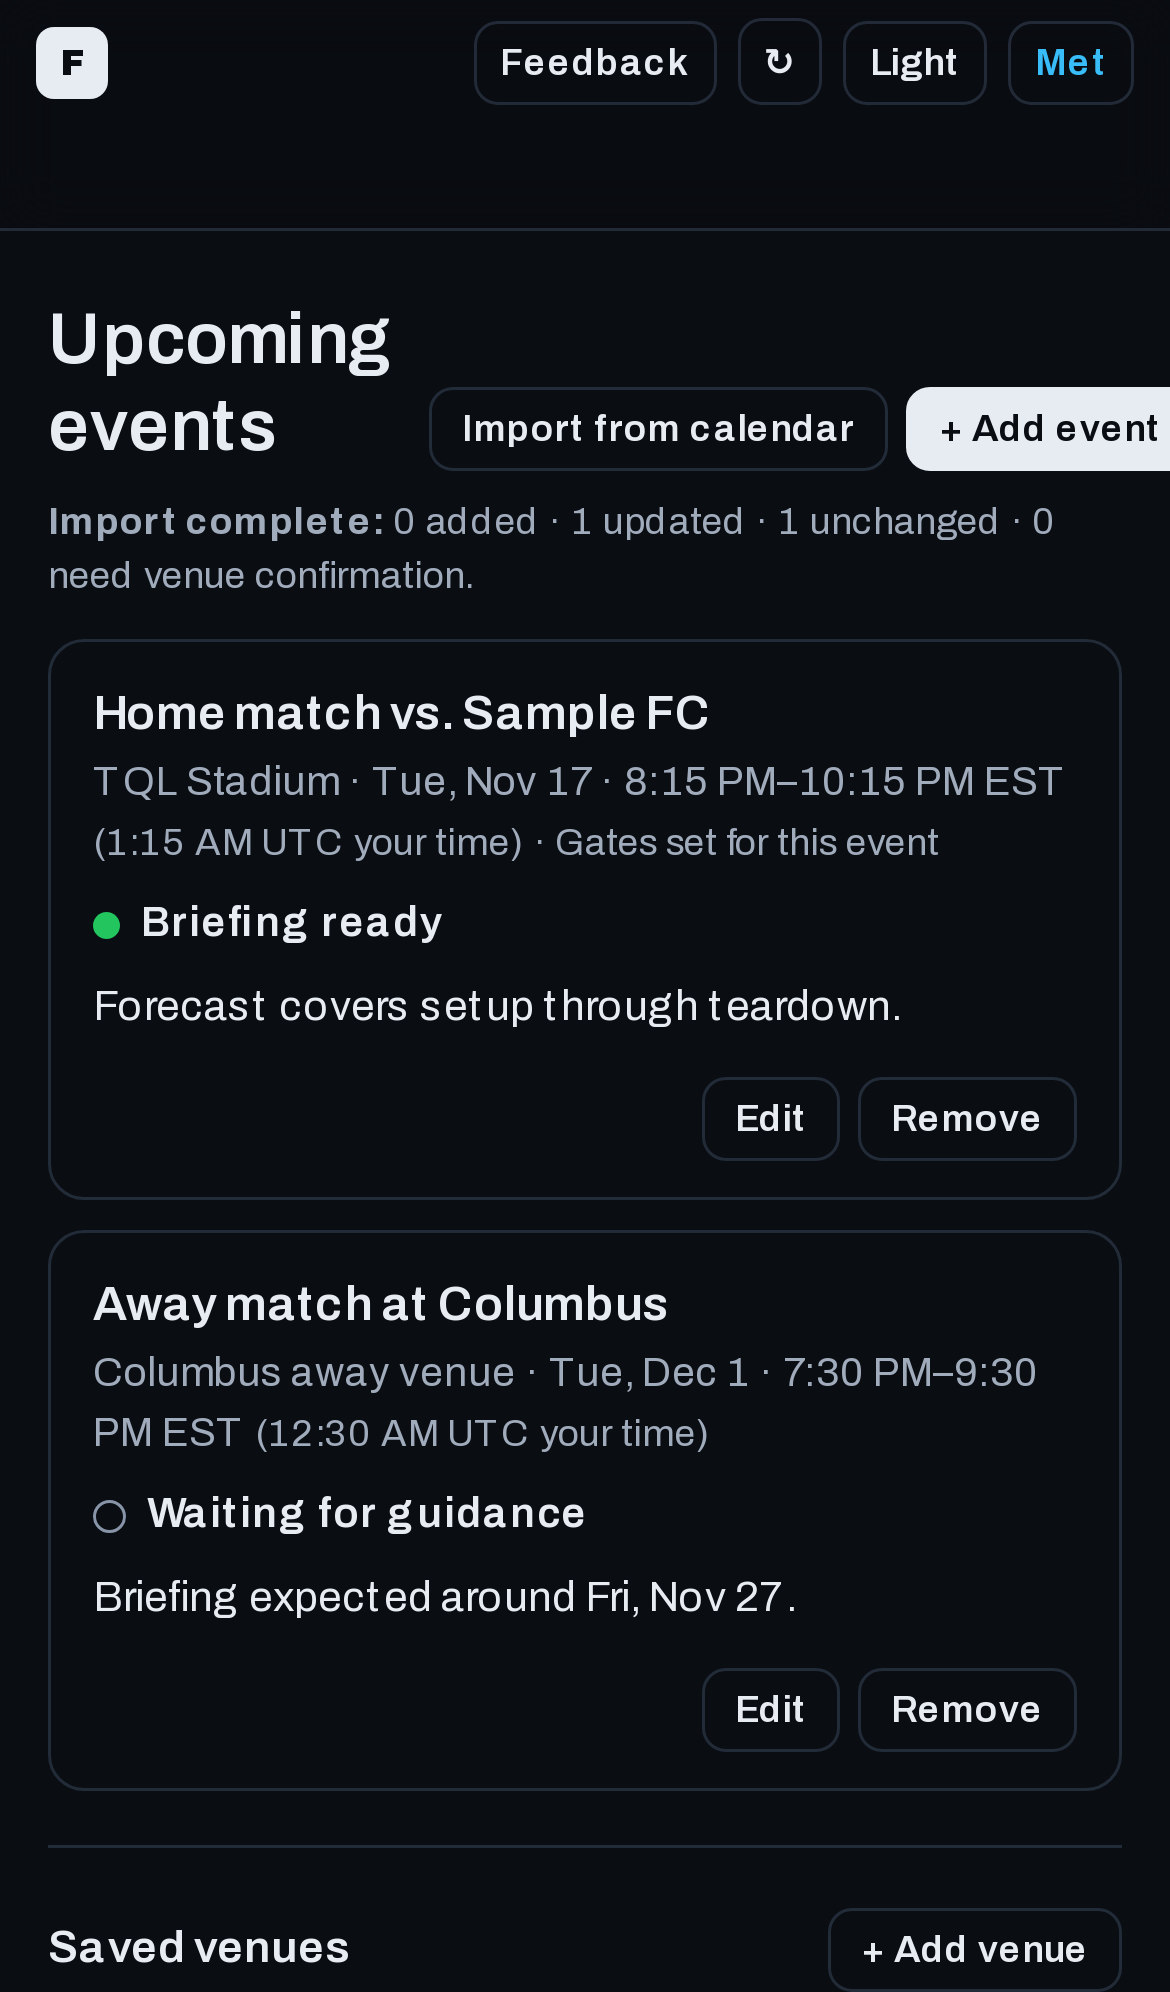 F
Feedback
↻
Light
Met
Upcoming
events
Import from calendar
+ Add event
Import complete: 0 added · 1 updated · 1 unchanged · 0
need venue confirmation.
Home match vs. Sample FC
TQL Stadium · Tue, Nov 17 · 8:15 PM–10:15 PM EST
(1:15 AM UTC your time) · Gates set for this event
Briefing ready
Forecast covers setup through teardown.
Edit
Remove
Away match at Columbus
Columbus away venue · Tue, Dec 1 · 7:30 PM–9:30
PM EST (12:30 AM UTC your time)
Waiting for guidance
Briefing expected around Fri, Nov 27.
Edit
Remove
Saved venues
+ Add venue